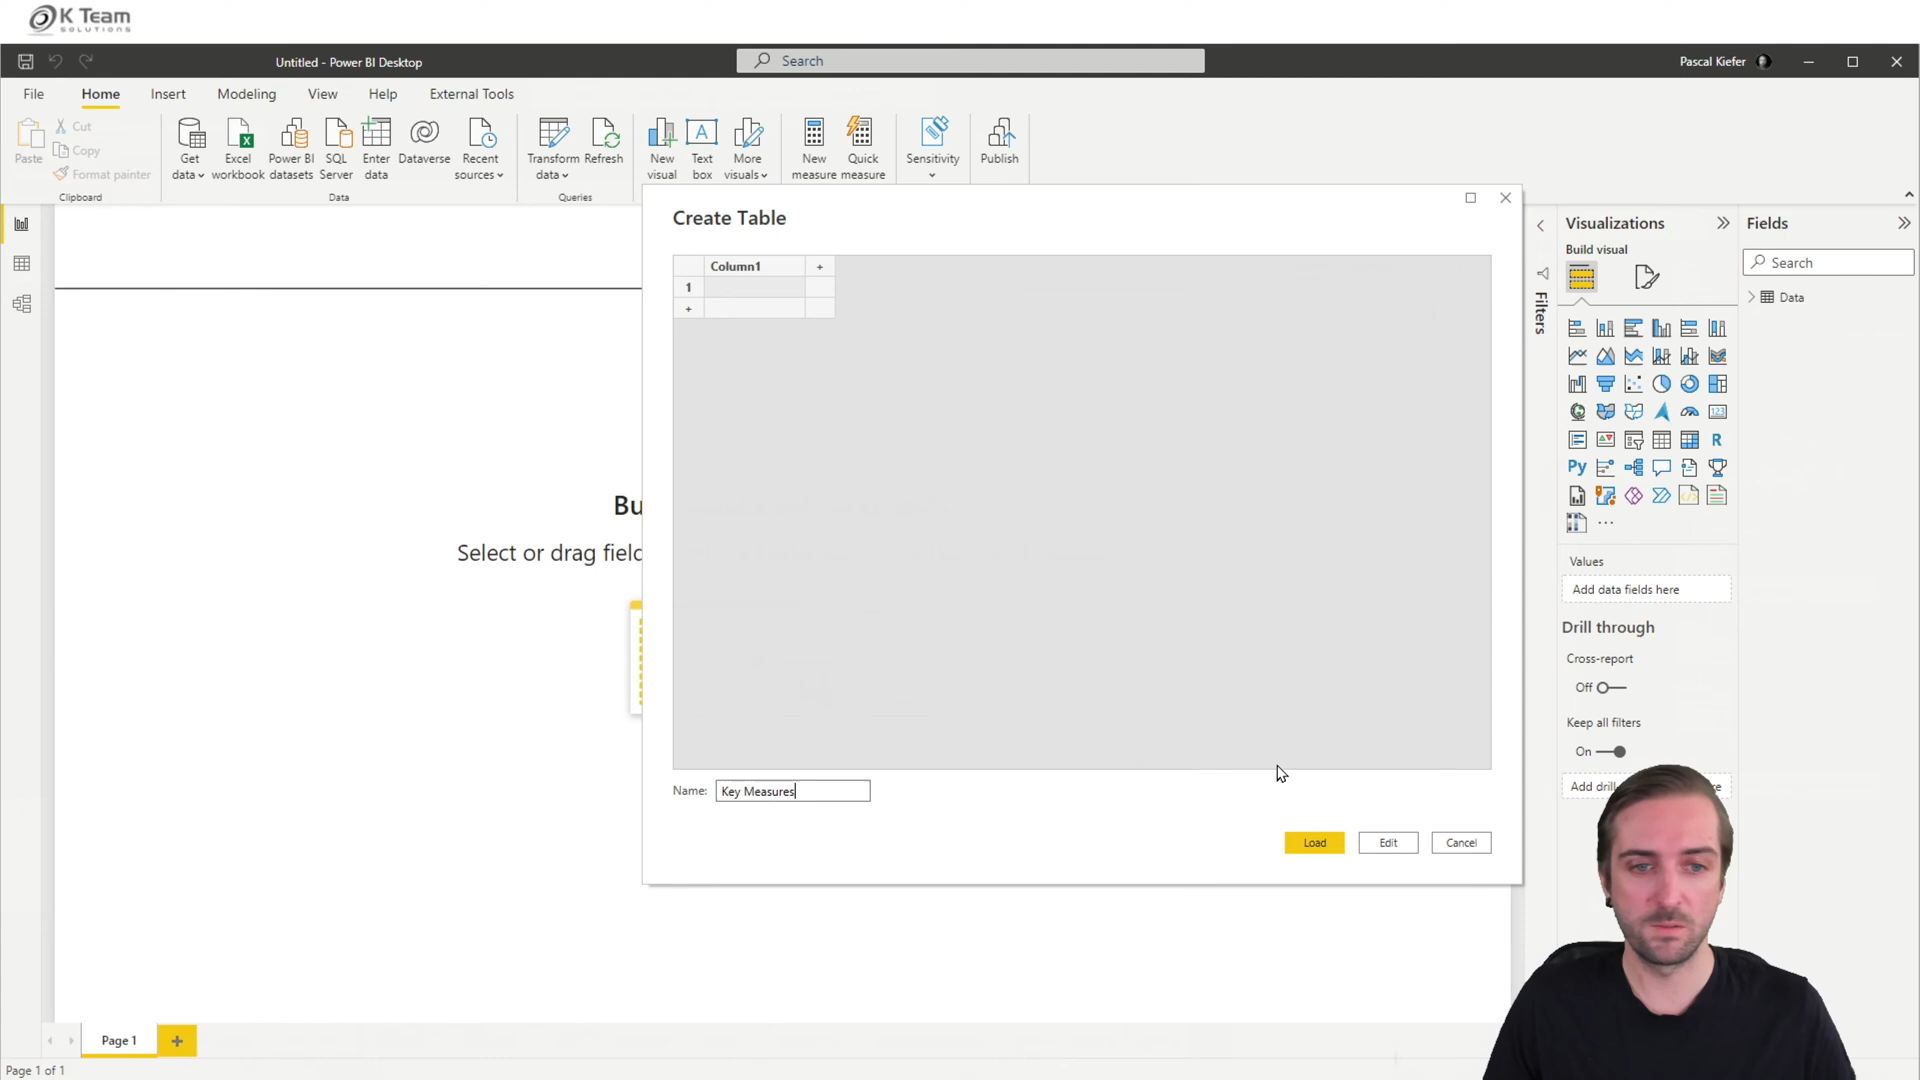 K Team
SOLUTIONS
Untitled - Power BI Desktop
Search
Pascal Kiefer
File
Home
Insert
Modeling
View
Help
External Tools
Paste
Cut
Copy
Format painter
Get data
Excel workbook
Power BI datasets
SQL Server
Enter data
Dataverse
Recent sources
Transform data
Refresh
New visual
Text box
More visuals
New measure
Quick measure
Sensitivity
Publish
Clipboard
Data
Queries
Create Table
Column1
+
1
+
Name:
Key Measures
Load
Edit
Cancel
Bu
Select or drag field
Filters
Visualizations
Build visual
R
Py
123
...
Values
Add data fields here
Drill through
Cross-report
Off
Keep all filters
On
Add dril
re
Fields
Search
Data
Page 1
+
Page 1 of 1